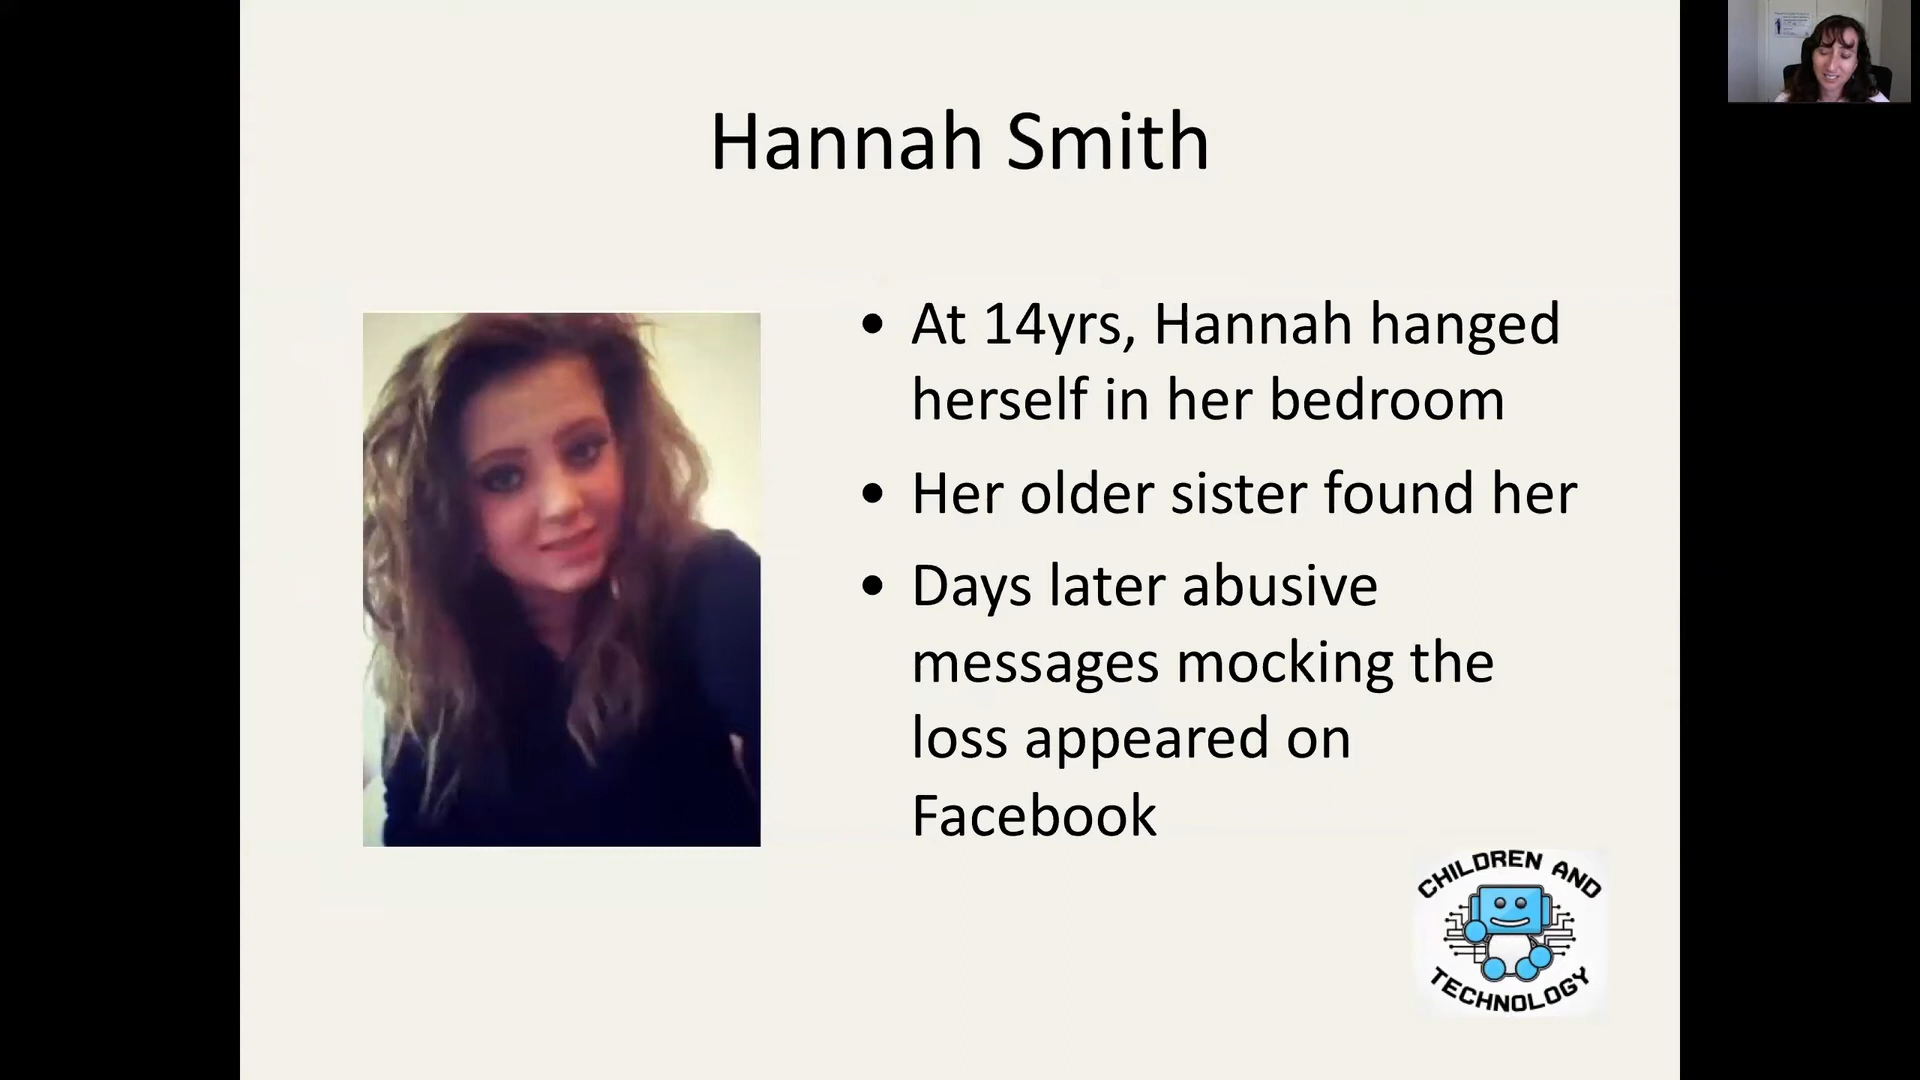 Hannah Smith
• At 14yrs, Hannah hanged
herself in her bedroom
• Her older sister found her
• Days later abusive
messages mocking the
loss appeared on
Facebook
CHILDREN AND
TECHNOLOGY